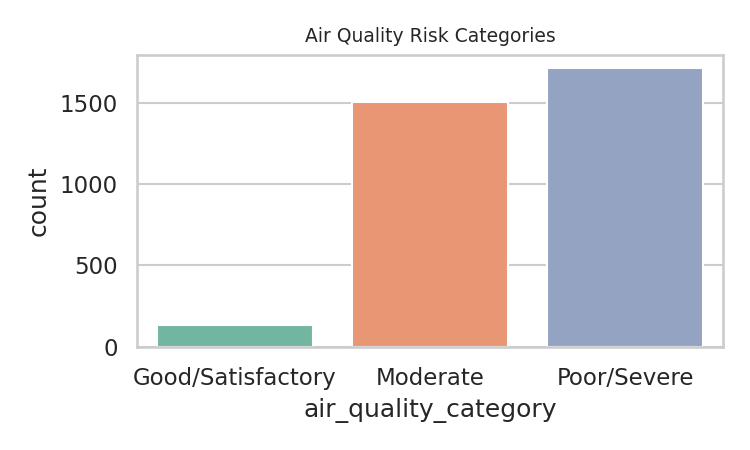 Air Quality Risk Categories
count
1500
1000
500
0
Good/Satisfactory
Moderate
Poor/Severe
air_quality_category